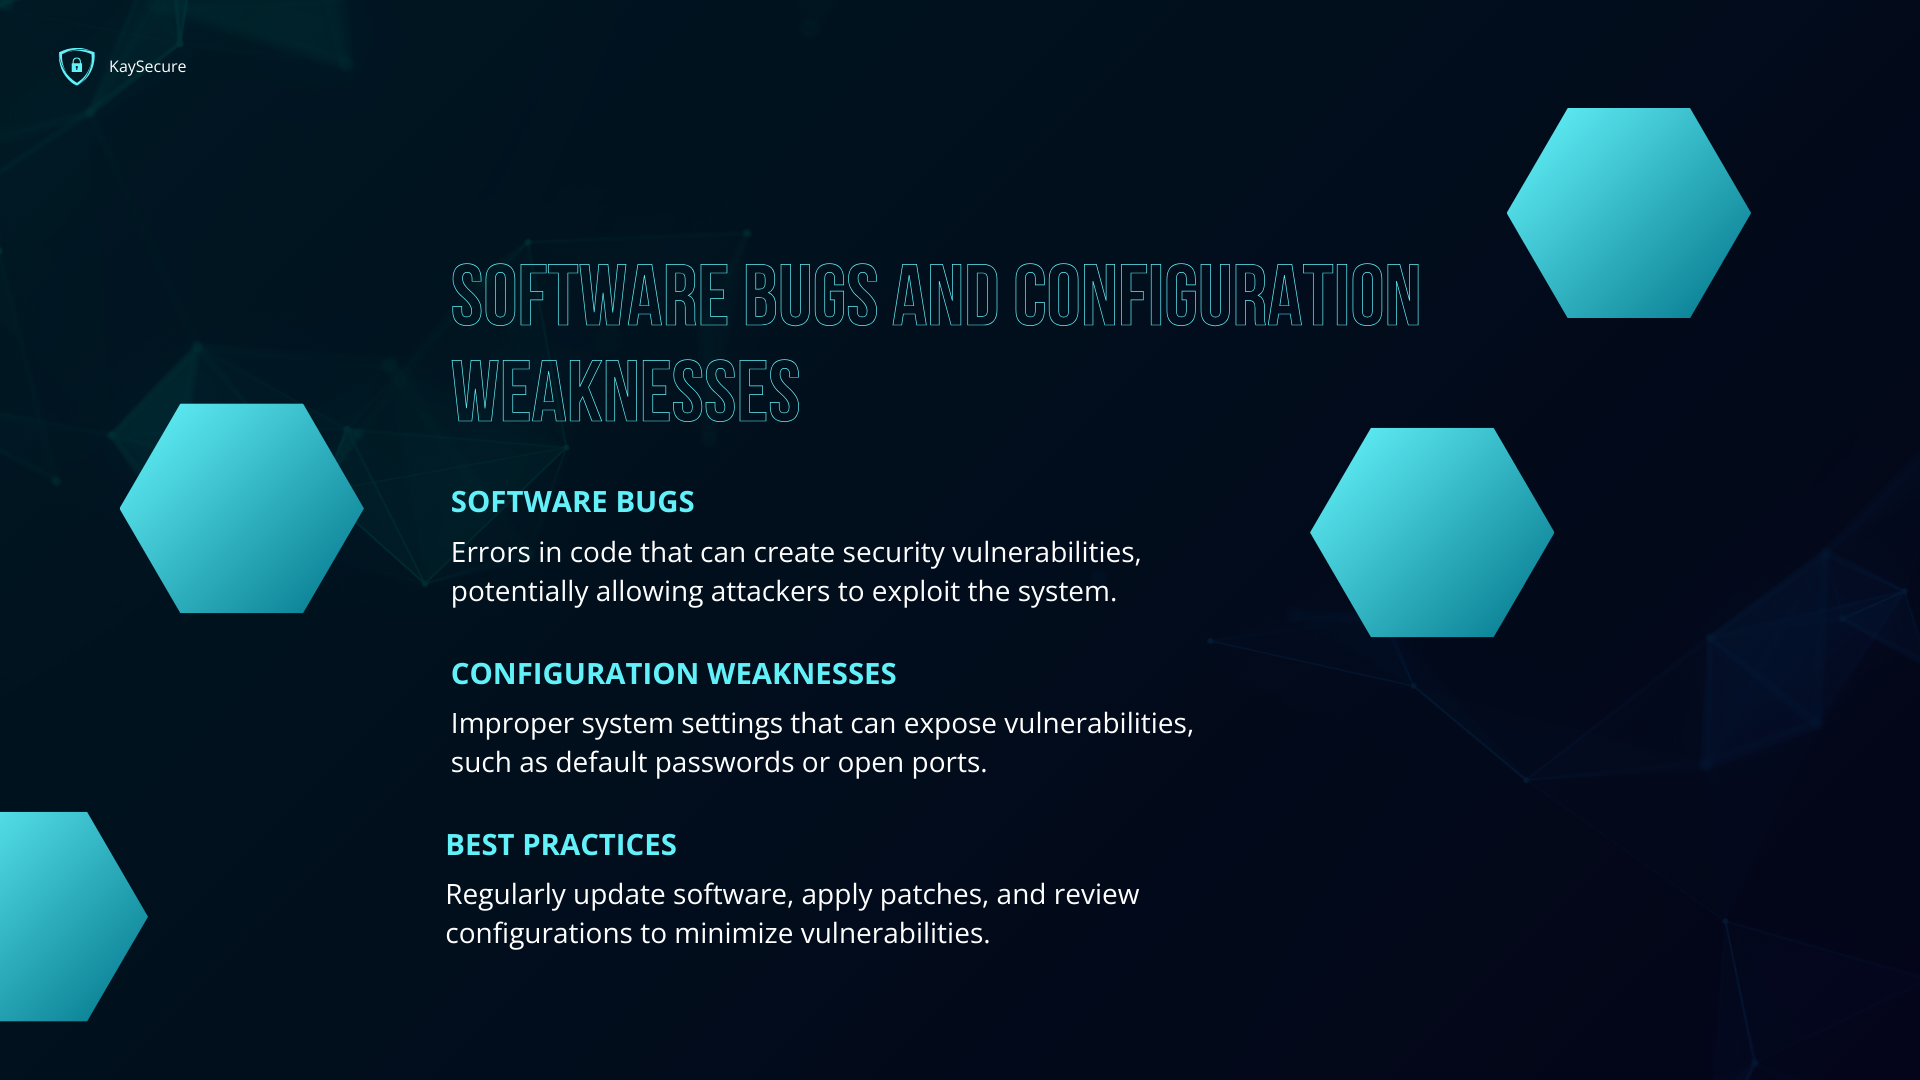 KaySecure
SOFTWARE BUGS AND CONFIGURATION
WEAKNESSES
SOFTWARE BUGS
Errors in code that can create security vulnerabilities,
potentially allowing attackers to exploit the system.
CONFIGURATION WEAKNESSES
Improper system settings that can expose vulnerabilities,
such as default passwords or open ports.
BEST PRACTICES
Regularly update software, apply patches, and review
configurations to minimize vulnerabilities.